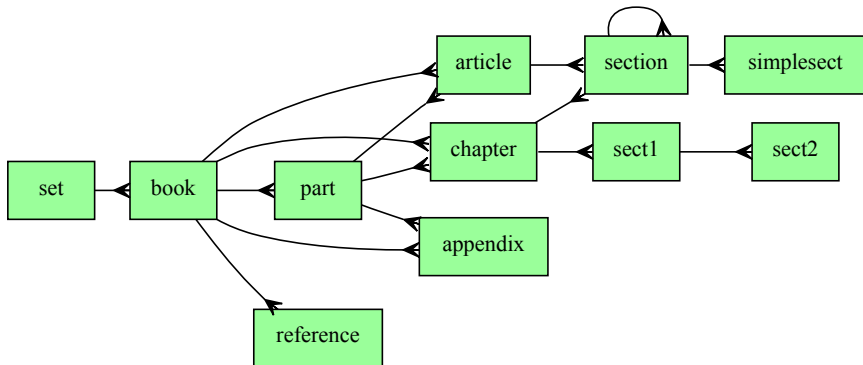 article
section
simplesect
chapter
sect1
sect2
set
book
part
appendix
reference